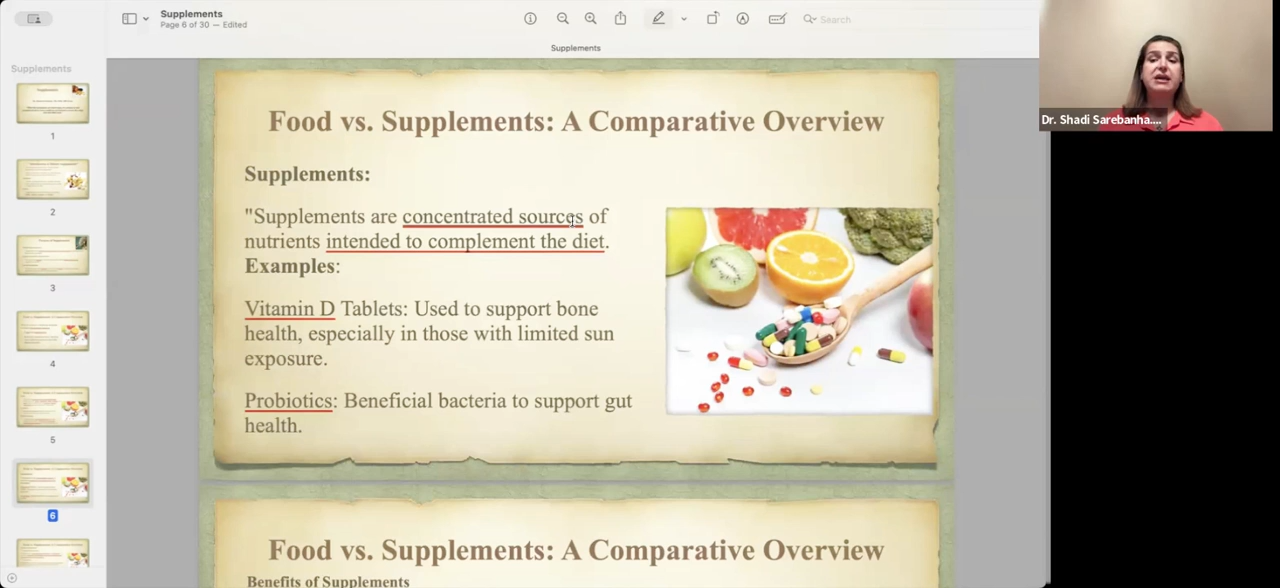 Supplements
Page 6 of 30 — Edited
Search
Supplements
Supplements
1
2
3
4
5
6
Food vs. Supplements: A Comparative Overview
Supplements:
"Supplements are concentrated sources of
nutrients intended to complement the diet.
Examples:
Vitamin D Tablets: Used to support bone
health, especially in those with limited sun
exposure.
Probiotics: Beneficial bacteria to support gut
health.
Food vs. Supplements: A Comparative Overview
Benefits of Supplements
Dr. Shadi Sarebanha....